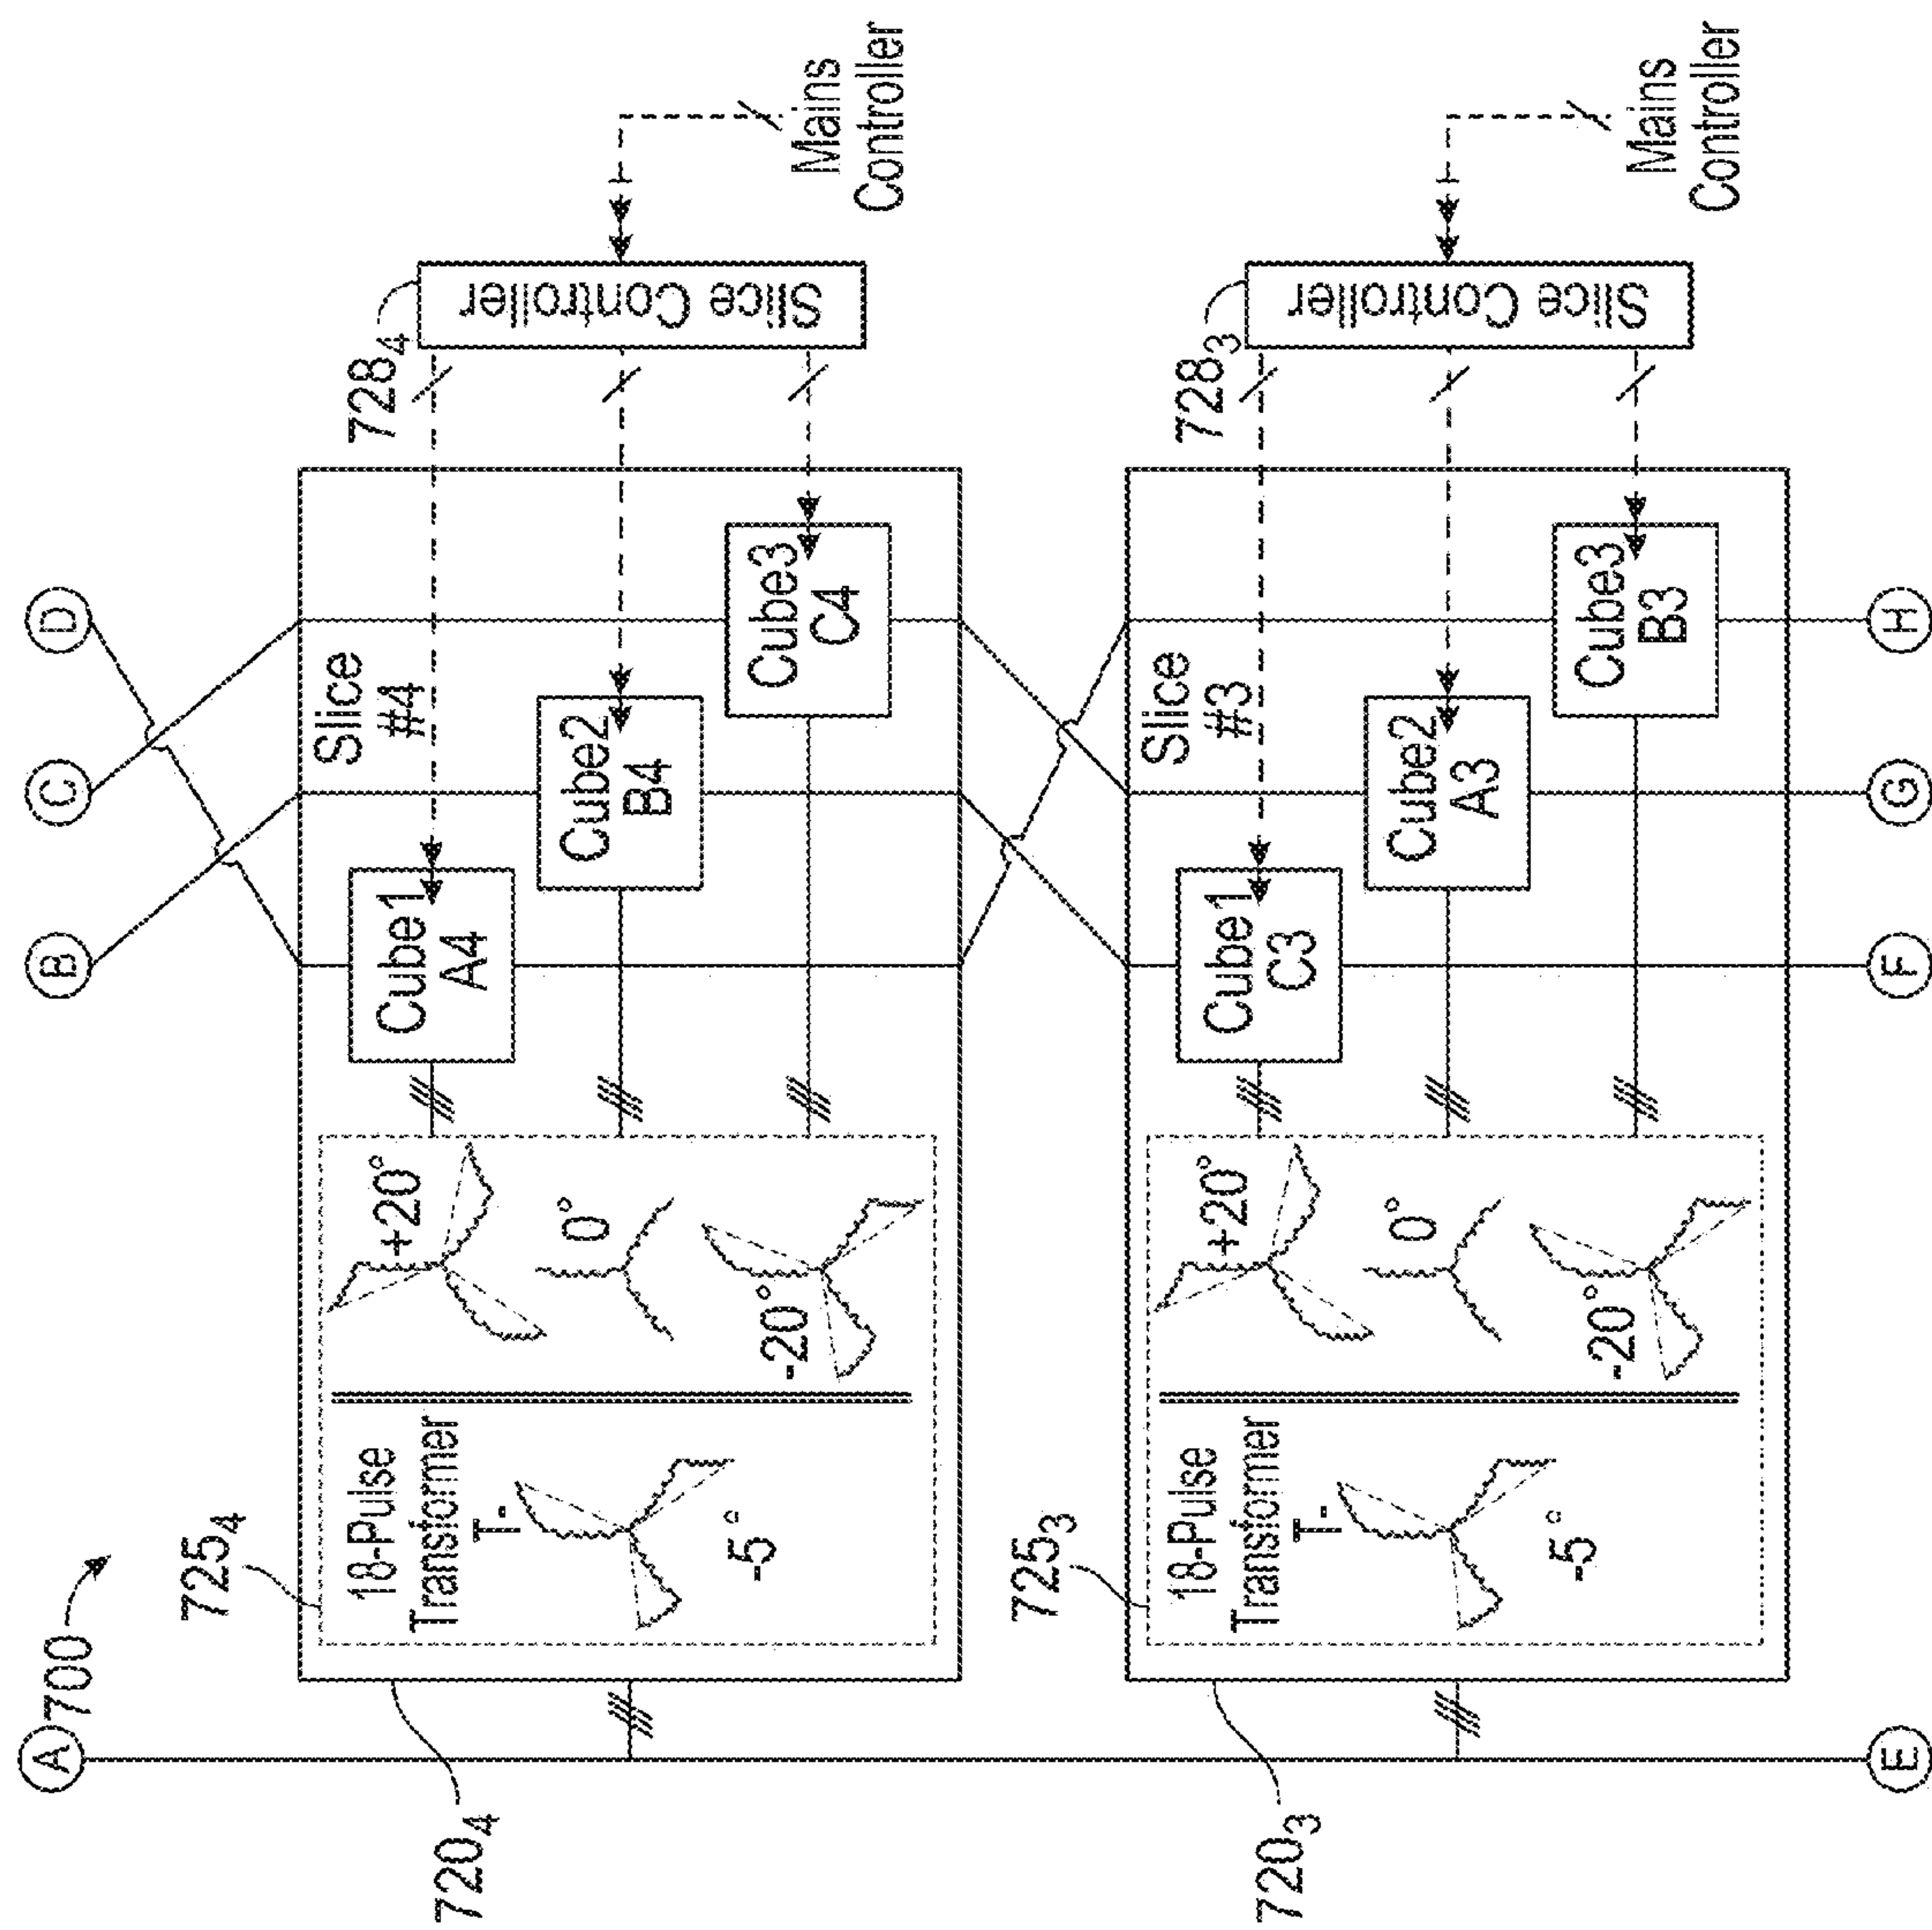 A
700
B
C
D
720₄
725₄
18-Pulse
Transformer
T-
-5°
+20°
0°
-20°
Slice
#4
Cube1
A4
Cube2
B4
Cube3
C4
728₄
Slice Controller
Mains
Controller
720₃
725₃
18-Pulse
Transformer
T-
-5°
+20°
0°
-20°
Slice
#3
Cube1
C3
Cube2
A3
Cube3
B3
728₃
Slice Controller
Mains
Controller
E
F
G
H